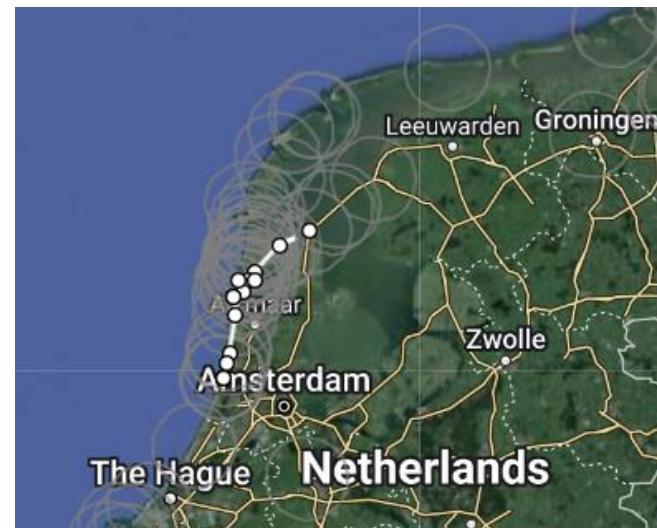 Leeuwarden
Groningen
Zwolle
Amsterdam
The Hague
Netherlands